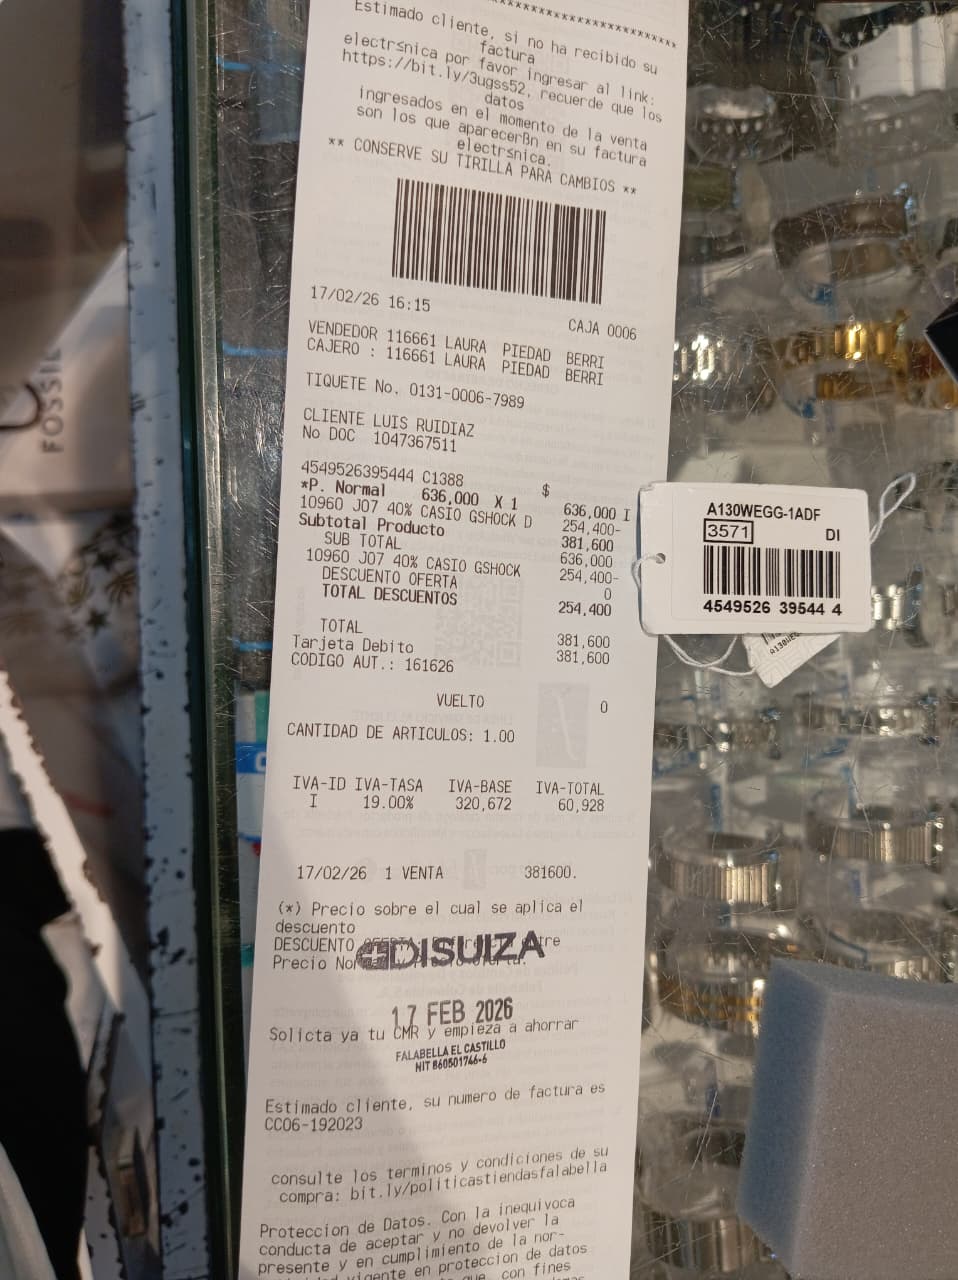 Estimado cliente, si no ha recibido su
factura
electrsnica por favor ingresar al link:
https://bit.ly/3ugss52, recuerde que los
datos
ingresados en el momento de la venta
son los que aparecerßn en su factura
electrsnica.
** CONSERVE SU TIRILLA PARA CAMBIOS **
17/02/26 16:15 CAJA 0006
VENDEDOR 116661 LAURA PIEDAD BERRI
CAJERO : 116661 LAURA PIEDAD BERRI
TIQUETE No. 0131-0006-7989
CLIENTE LUIS RUIDIAZ
No DOC 1047367511
4549526395444 C1388 $
*P. Normal 636,000 X 1 636,000 I
10960 J07 40% CASIO GSHOCK D 254,400-
Subtotal Producto 381,600
SUB TOTAL 636,000
10960 J07 40% CASIO GSHOCK 254,400-
DESCUENTO OFERTA 0
TOTAL DESCUENTOS 254,400
TOTAL 381,600
Tarjeta Debito 381,600
CODIGO AUT.: 161626
VUELTO 0
CANTIDAD DE ARTICULOS: 1.00
IVA-ID IVA-TASA IVA-BASE IVA-TOTAL
I 19.00% 320,672 60,928
17/02/26 1 VENTA 381600.
(*) Precio sobre el cual se aplica el
descuento
DESCUENTO
Precio
DISUIZA
17 FEB 2026
Solicta ya tu CMR y empieza a ahorrar
FALABELLA EL CASTILLO
NIT 860501746-6
Estimado cliente, su numero de factura es
CC06-192023
consulte los terminos y condiciones de su
compra: bit.ly/politicastiendasfalabella
Proteccion de Datos. Con la inequivoca
conducta de aceptar y no devolver la
presente y en cumplimiento de la nor-
vigente en proteccion de datos
que, con fines
A130WEGG-1ADF
3571 DI
4549526 39544 4
FOSSIL